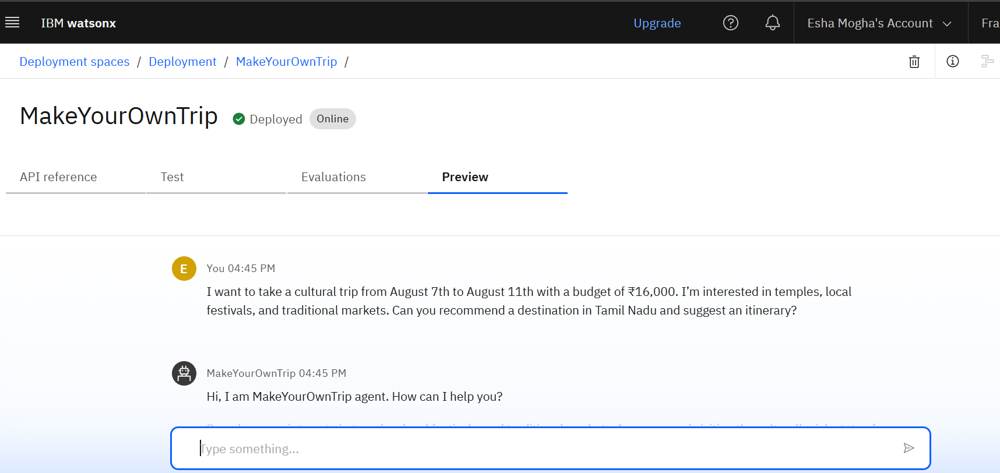 IBM watsonx
Upgrade
Esha Mogha's Account
Fra
Deployment spaces / Deployment / MakeYourOwnTrip /
MakeYourOwnTrip
Deployed
Online
API reference
Test
Evaluations
Preview
E
You 04:45 PM
I want to take a cultural trip from August 7th to August 11th with a budget of ₹16,000. I’m interested in temples, local
festivals, and traditional markets. Can you recommend a destination in Tamil Nadu and suggest an itinerary?
MakeYourOwnTrip 04:45 PM
Hi, I am MakeYourOwnTrip agent. How can I help you?
Type something...